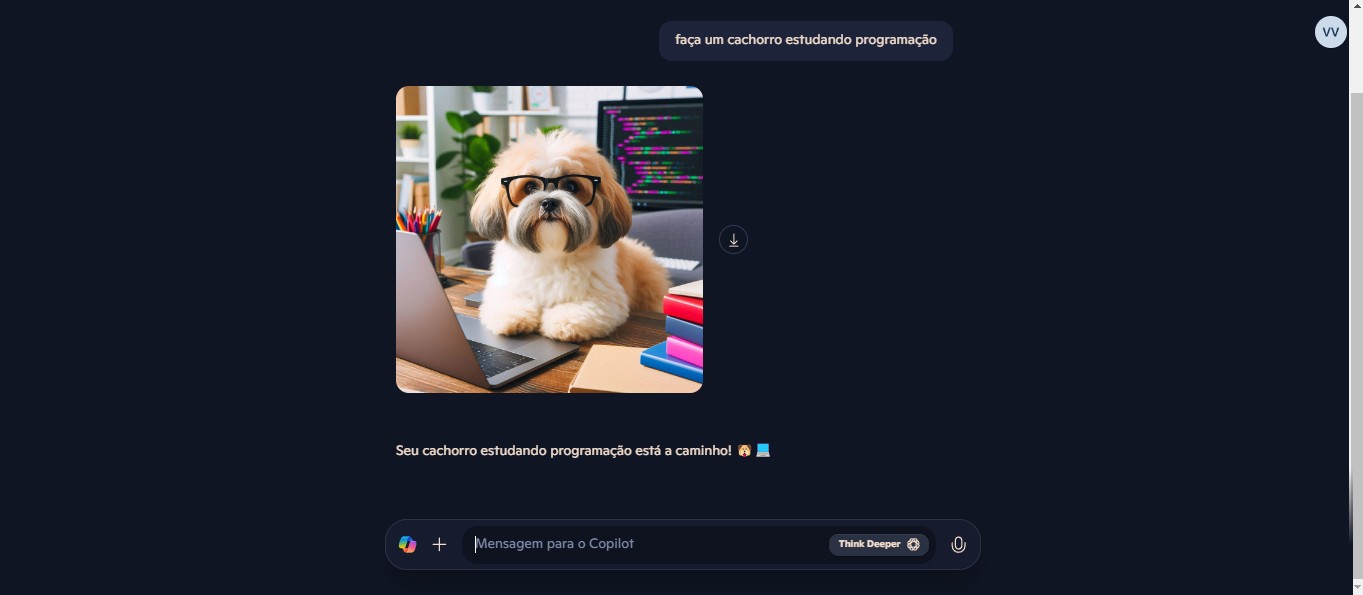 faça um cachorro estudando programação
VV
Seu cachorro estudando programação está a caminho! 🐶 💻
Mensagem para o Copilot
Think Deeper